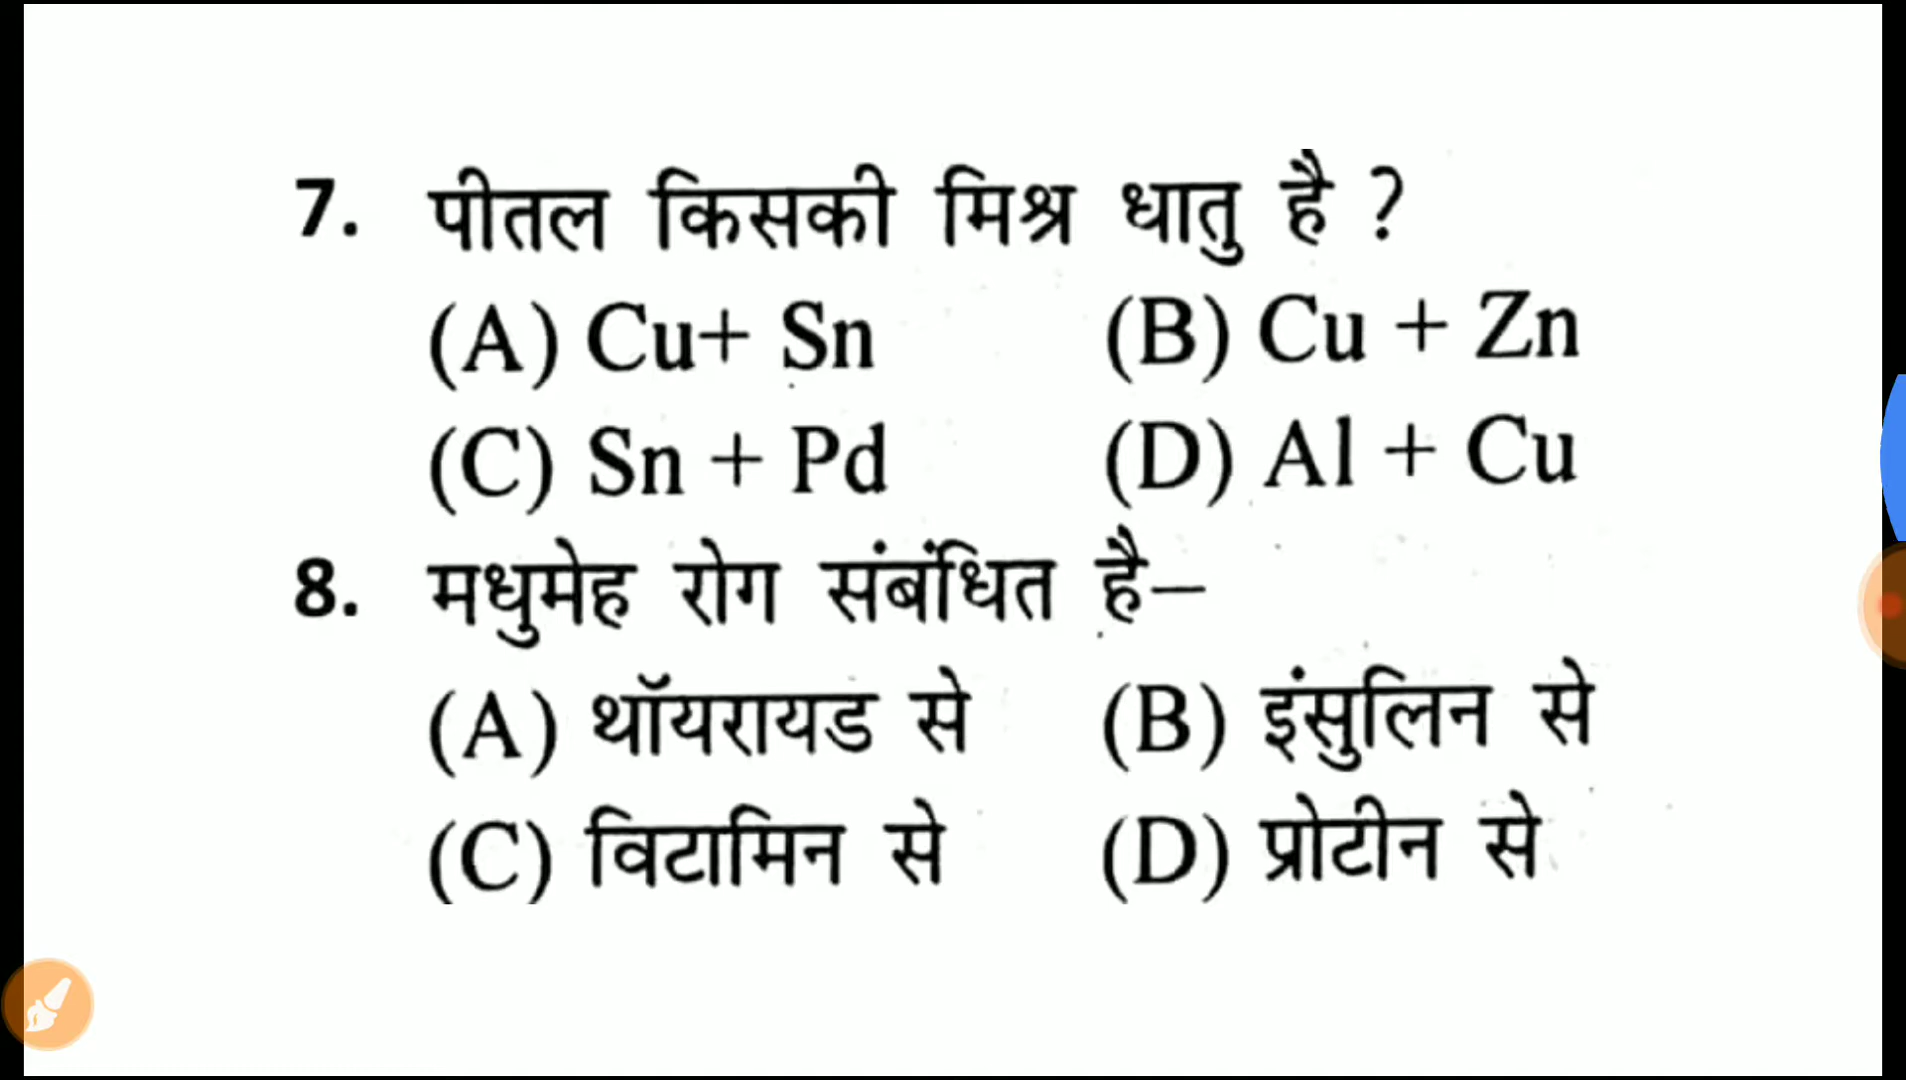 7. पीतल किसकी मिश्र धातु है ?
(A) Cu+ Sn (B) Cu + Zn
(C) Sn + Pd (D) Al + Cu
8. मधुमेह रोग संबंधित है–
(A) थॉयरायड से (B) इंसुलिन से
(C) विटामिन से (D) प्रोटीन से